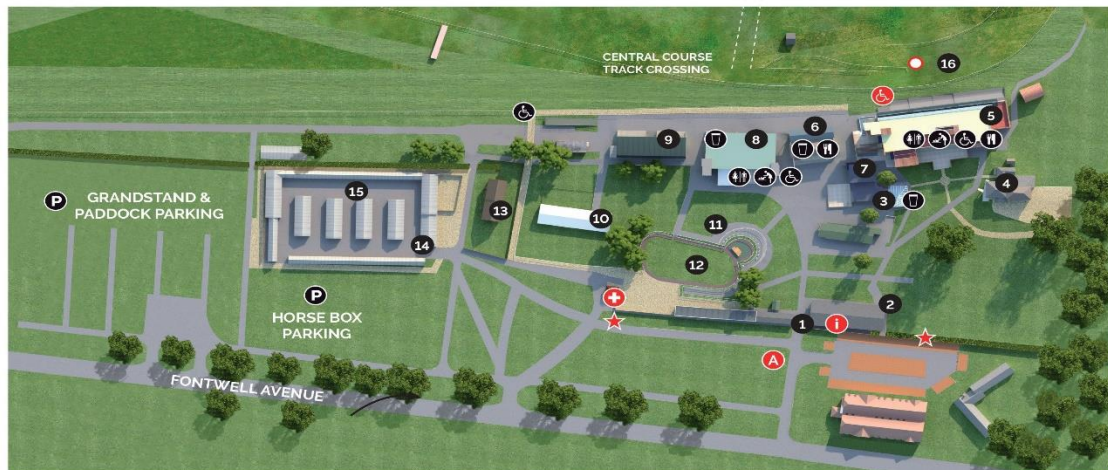 CENTRAL COURSE
TRACK CROSSING
16
5
6
9
8
7
4
15
P
GRANDSTAND &
PADDOCK PARKING
13
10
3
11
14
12
P
HORSE BOX
PARKING
2
1
i
A
FONTWELL AVENUE